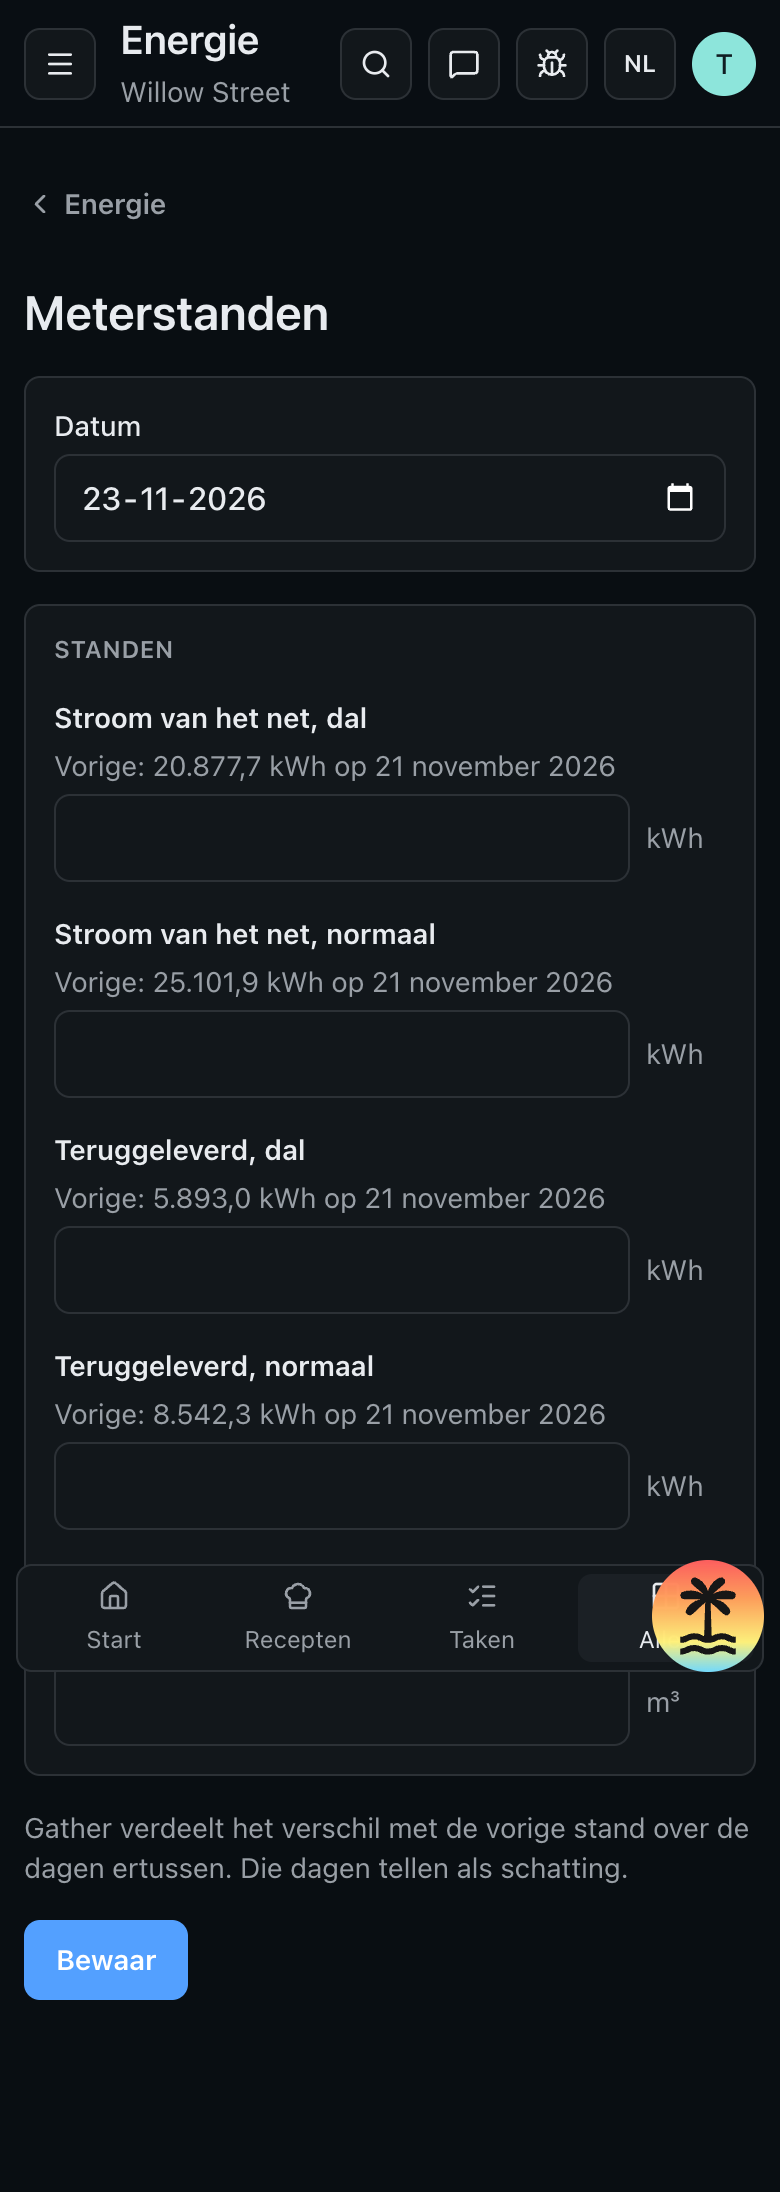 Energie
Willow Street
NL
T
Energie
Meterstanden
Datum
23-11-2026
STANDEN
Stroom van het net, dal
Vorige: 20.877,7 kWh op 21 november 2026
kWh
Stroom van het net, normaal
Vorige: 25.101,9 kWh op 21 november 2026
kWh
Teruggeleverd, dal
Vorige: 5.893,0 kWh op 21 november 2026
kWh
Teruggeleverd, normaal
Vorige: 8.542,3 kWh op 21 november 2026
kWh
Start
Recepten
Taken
m³
Gather verdeelt het verschil met de vorige stand over de
dagen ertussen. Die dagen tellen als schatting.
Bewaar